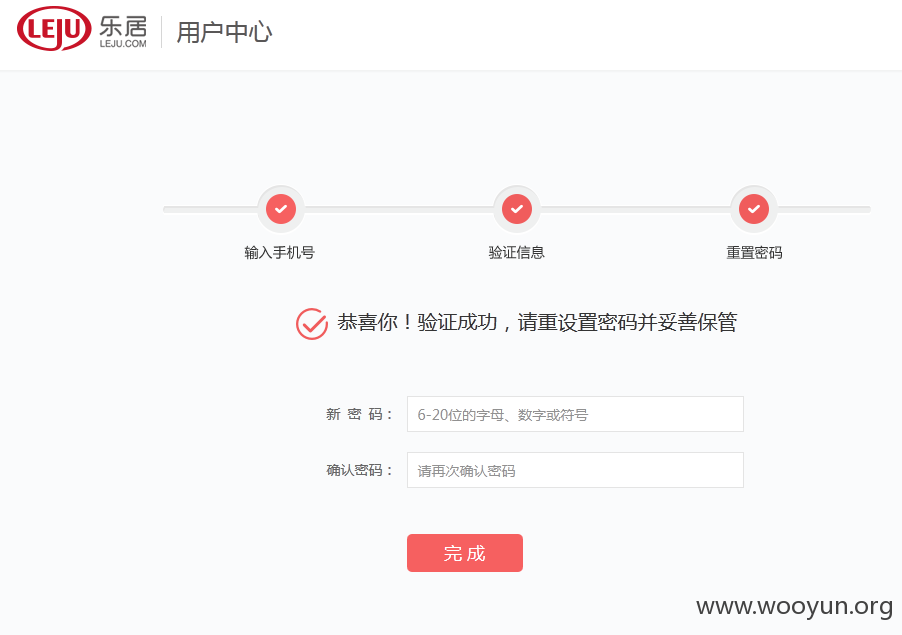 LEJU 乐居 用户中心
LEJU.COM
输入手机号 验证信息 重置密码
恭喜你！验证成功，请重设置密码并妥善保管
新 密 码： 6-20位的字母、数字或符号
确认密码： 请再次确认密码
完 成
www.wooyun.org